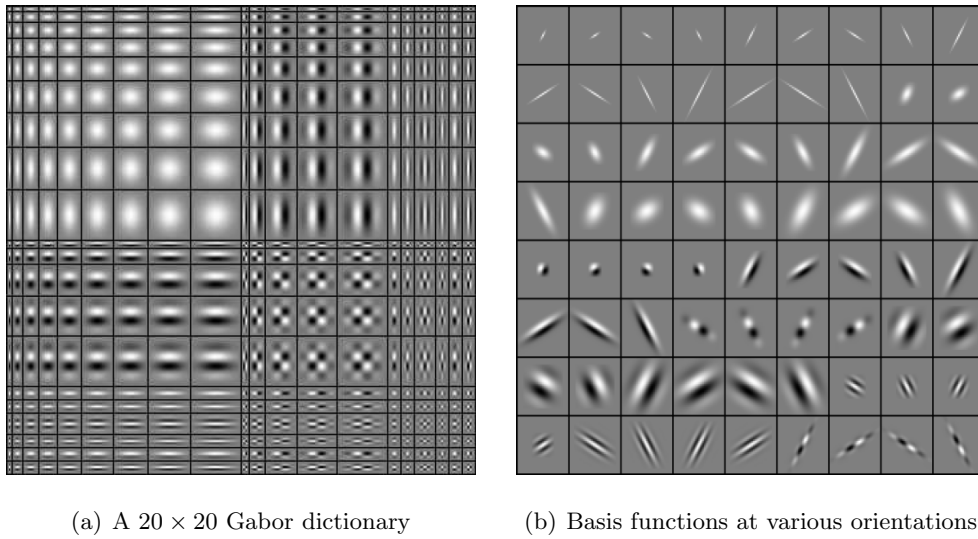 (a) A 20 × 20 Gabor dictionary
(b) Basis functions at various orientations